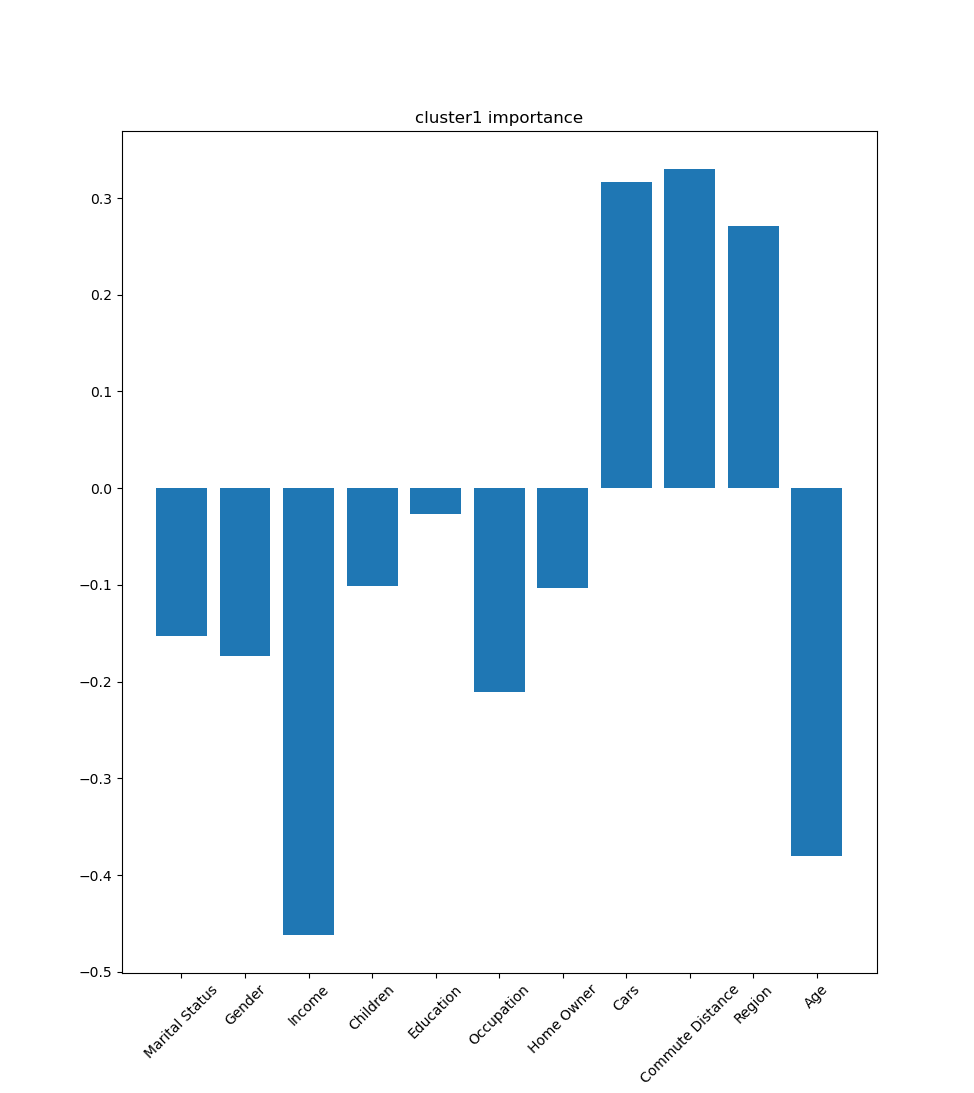 cluster1 importance
0.3
0.2
0.1
0.0
−0.1
−0.2
−0.3
−0.4
−0.5
Marital Status
Gender
Income
Children
Education
Occupation
Home Owner
Cars
Commute Distance
Region
Age